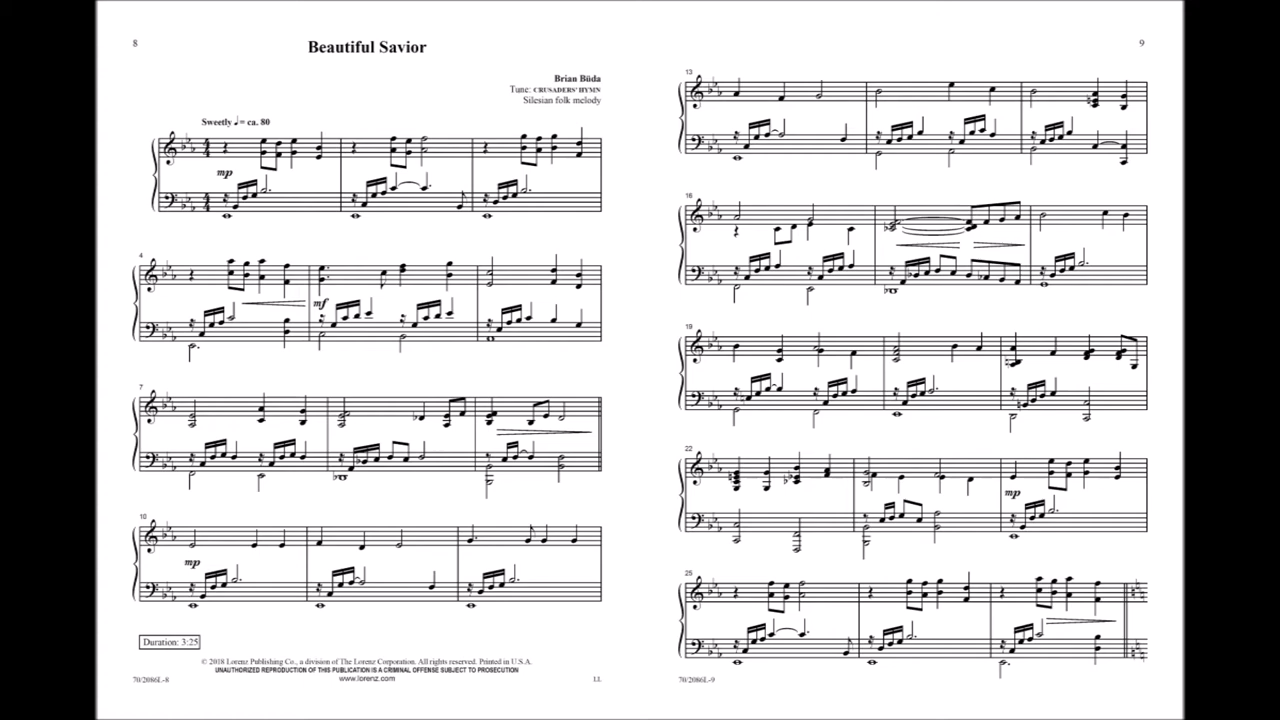 8
Beautiful Savior
Brian Büda
Tune: CRUSADERS' HYMN
Silesian folk melody
Sweetly ♩= ca. 80
mp
4
mf
7
10
mp
Duration: 3:25
© 2018 Lorenz Publishing Co., a division of The Lorenz Corporation. All rights reserved. Printed in U.S.A.
UNAUTHORIZED REPRODUCTION OF THIS PUBLICATION IS A CRIMINAL OFFENSE SUBJECT TO PROSECUTION
www.lorenz.com
70/2086L-8
LL
9
13
16
19
22
mp
25
70/2086L-9